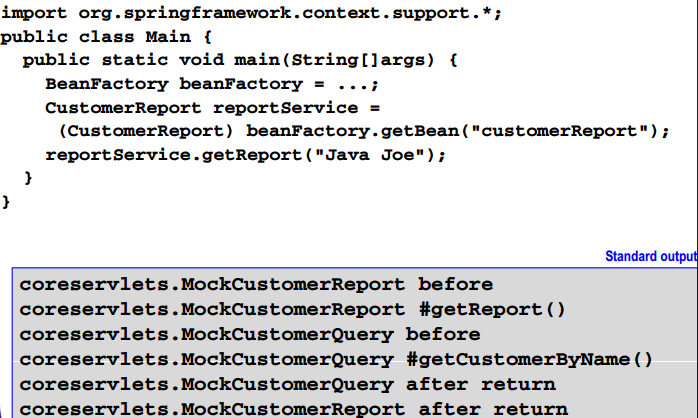 import org.springframework.context.support.*;
public class Main {
public static void main(String[]args) {
BeanFactory beanFactory = ...;
CustomerReport reportService =
(CustomerReport) beanFactory.getBean("customerReport");
reportService.getReport("Java Joe");
}
}
Standard output
coreservlets.MockCustomerReport before
coreservlets.MockCustomerReport #getReport()
coreservlets.MockCustomerQuery before
coreservlets.MockCustomerQuery #getCustomerByName()
coreservlets.MockCustomerQuery after return
coreservlets.MockCustomerReport after return